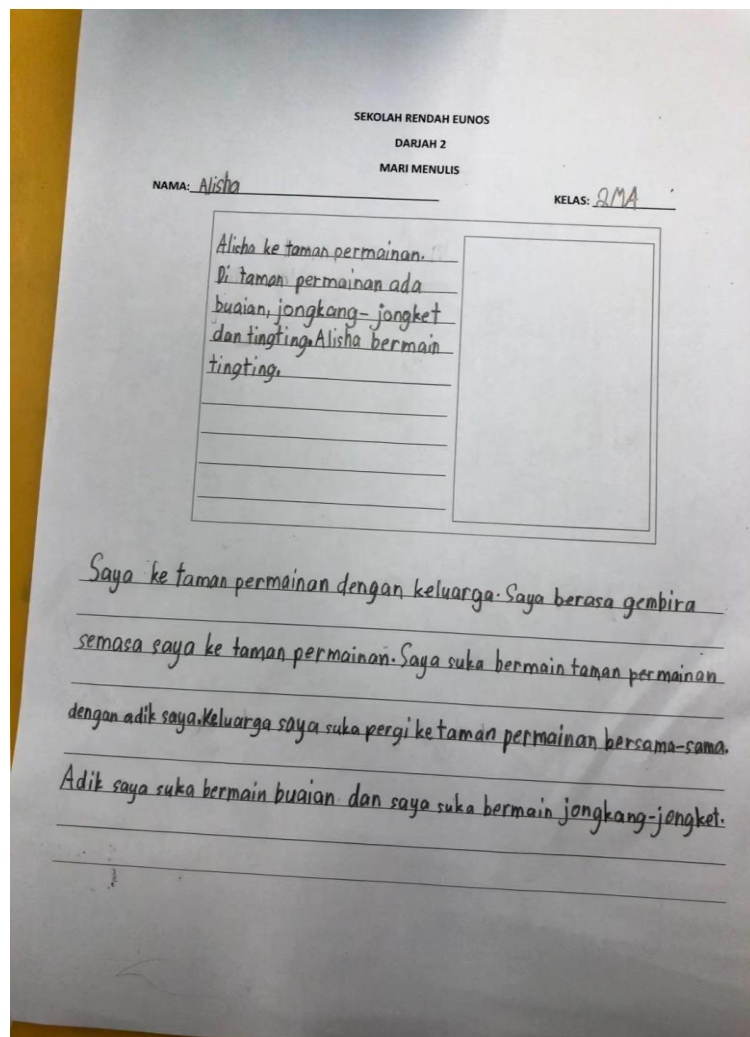 SEKOLAH RENDAH EUNOS
DARJAH 2
MARI MENULIS
NAMA: Alisha
KELAS: 2MA
Alisha ke taman permainan.
Di taman permainan ada
buaian, jongkang-jongket
dan tingting. Alisha bermain
tingting.
Saya ke taman permainan dengan keluarga. Saya berasa gembira
semasa saya ke taman permainan. Saya suka bermain taman permainan
dengan adik saya. Keluarga saya suka pergi ke taman permainan bersama-sama.
Adik saya suka bermain buaian dan saya suka bermain jongkang-jongket.